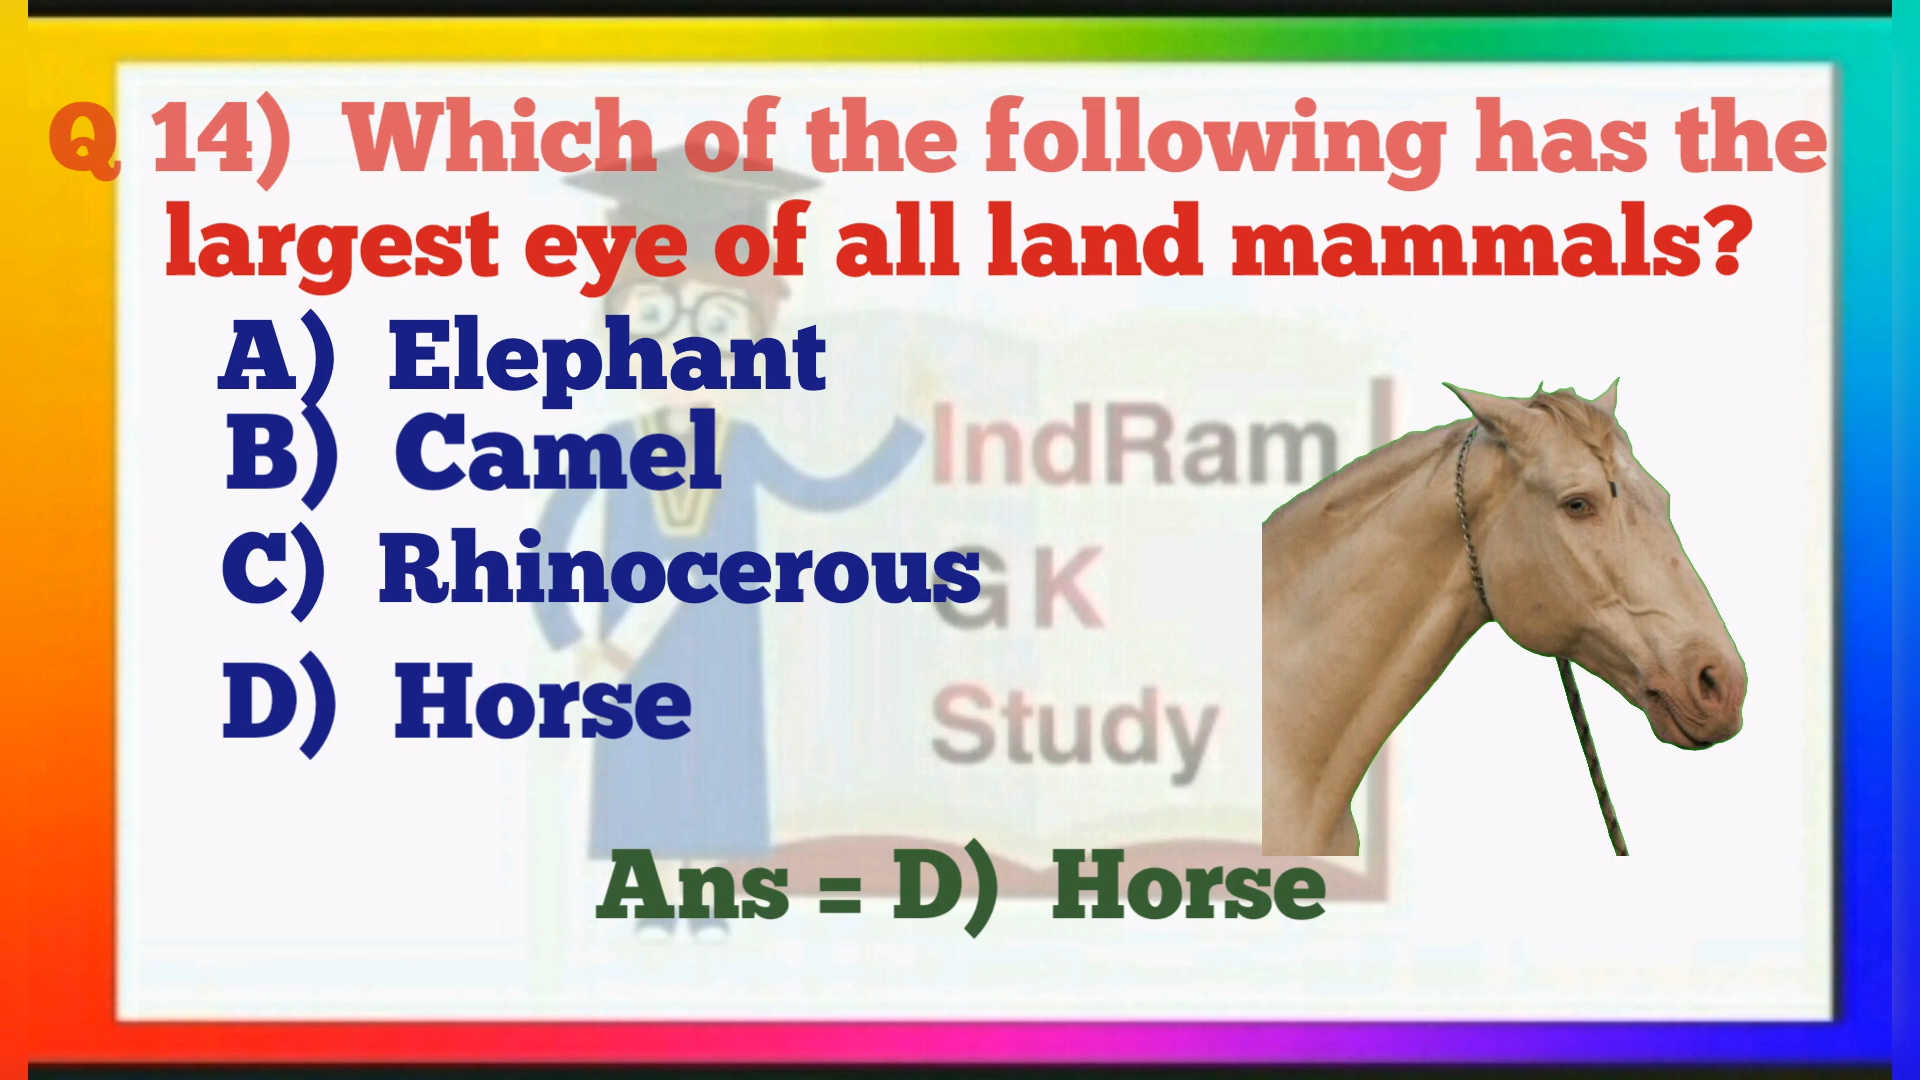 Q 14) Which of the following has the
largest eye of all land mammals?
A) Elephant
B) Camel
C) Rhinocerous
D) Horse
IndRam
GK
Study
Ans = D) Horse